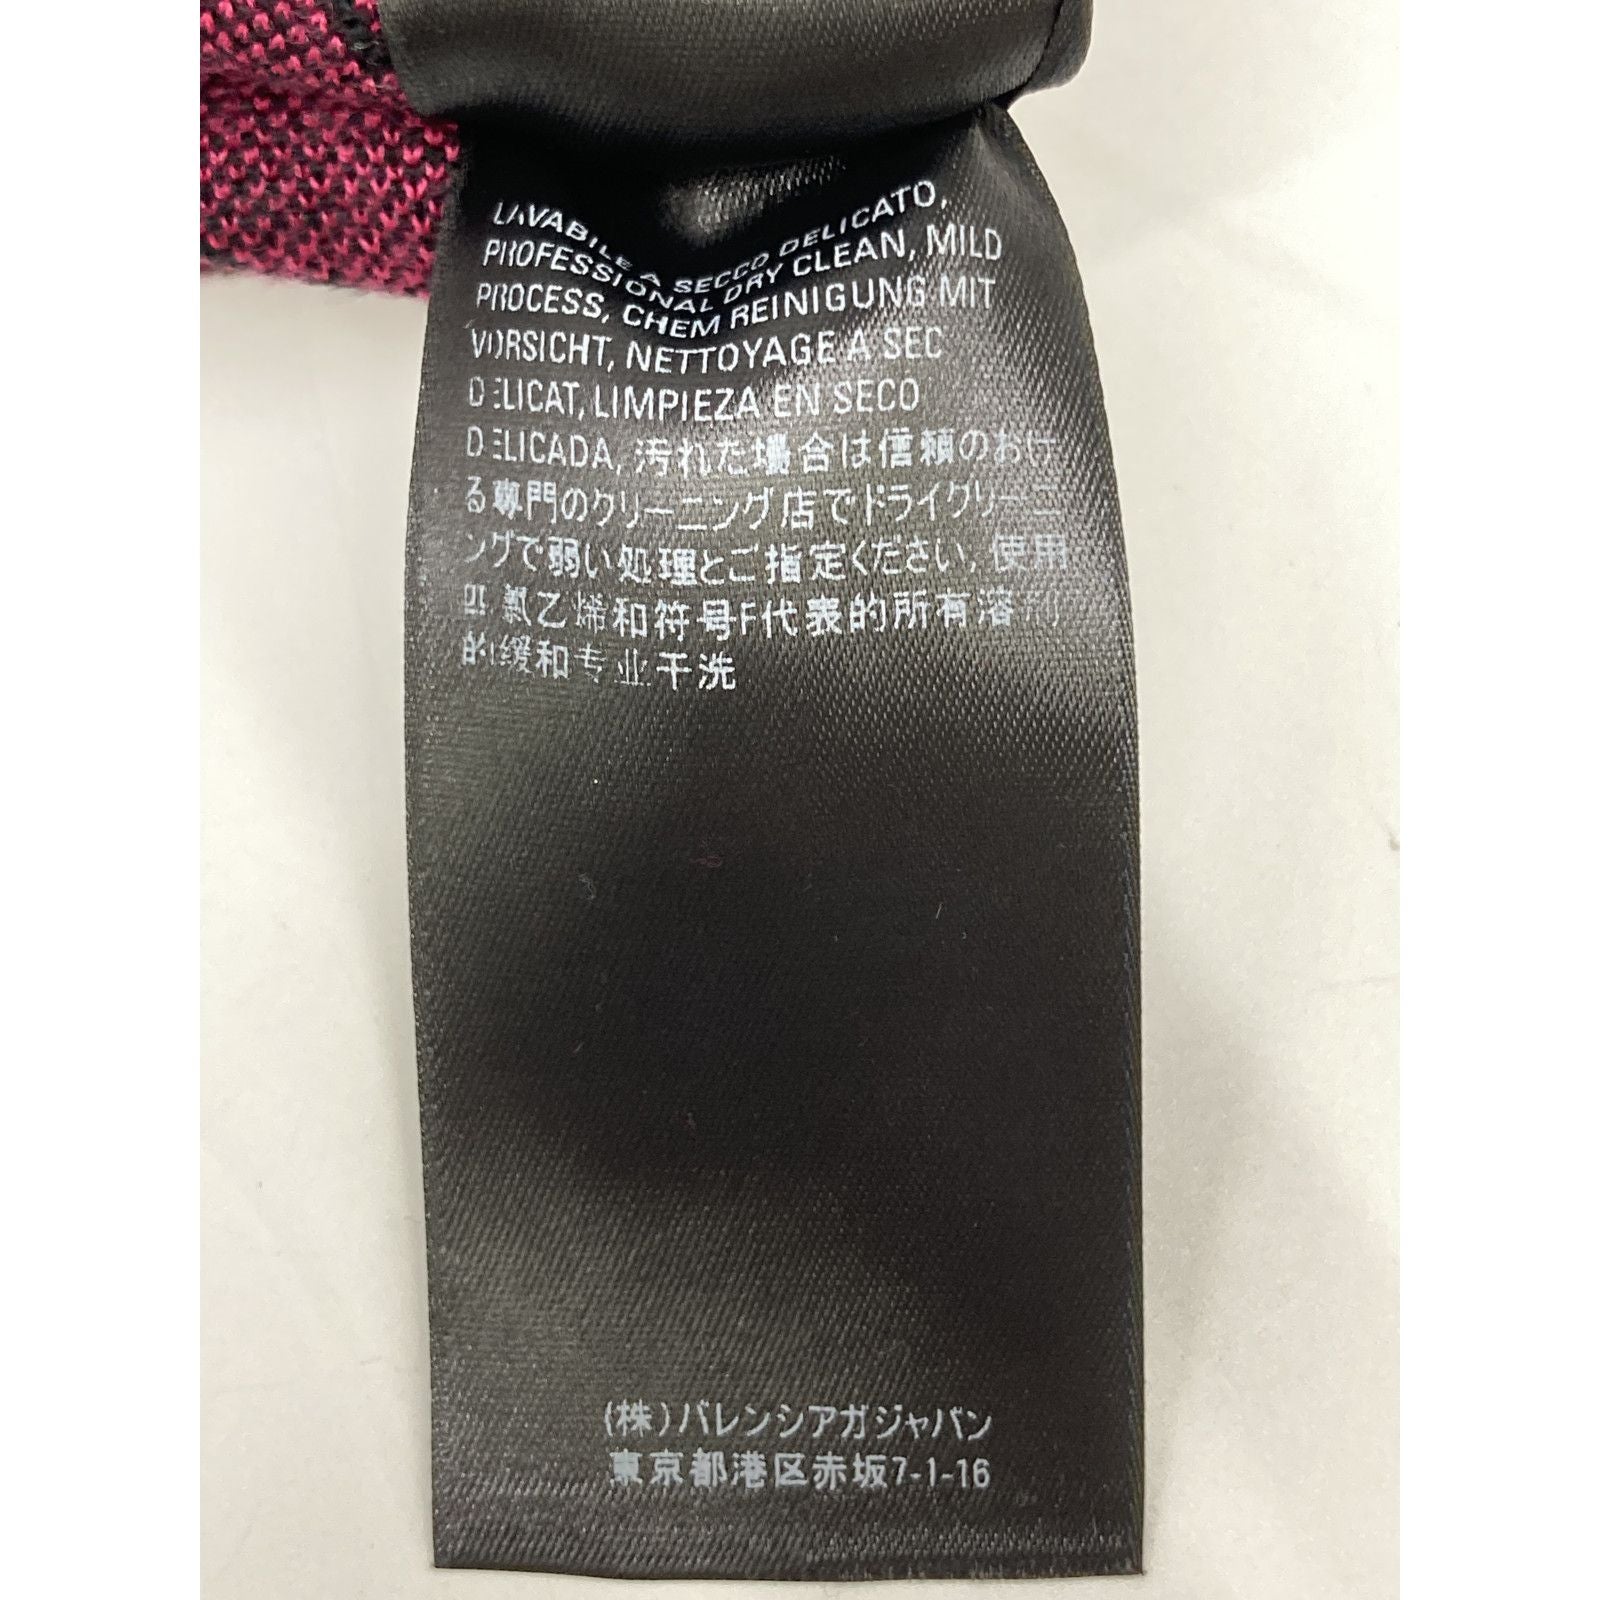 LAVABILE A SECCO DELICATO,
PROFESSIONAL DRY CLEAN, MILD
PROCESS, CHEM REINIGUNG MIT
VORSICHT, NETTOYAGE A SEC
DELICAT, LIMPIEZA EN SECO
DELICADA, 汚れた場合は信頼のおけ
る専門のクリーニング店でドライクリーニ
ングで弱い処理とご指定ください, 使用
四氯乙烯和符号F代表的所有溶剂
的缓和专业干洗
(株)バレンシアガジャパン
東京都港区赤坂7-1-16